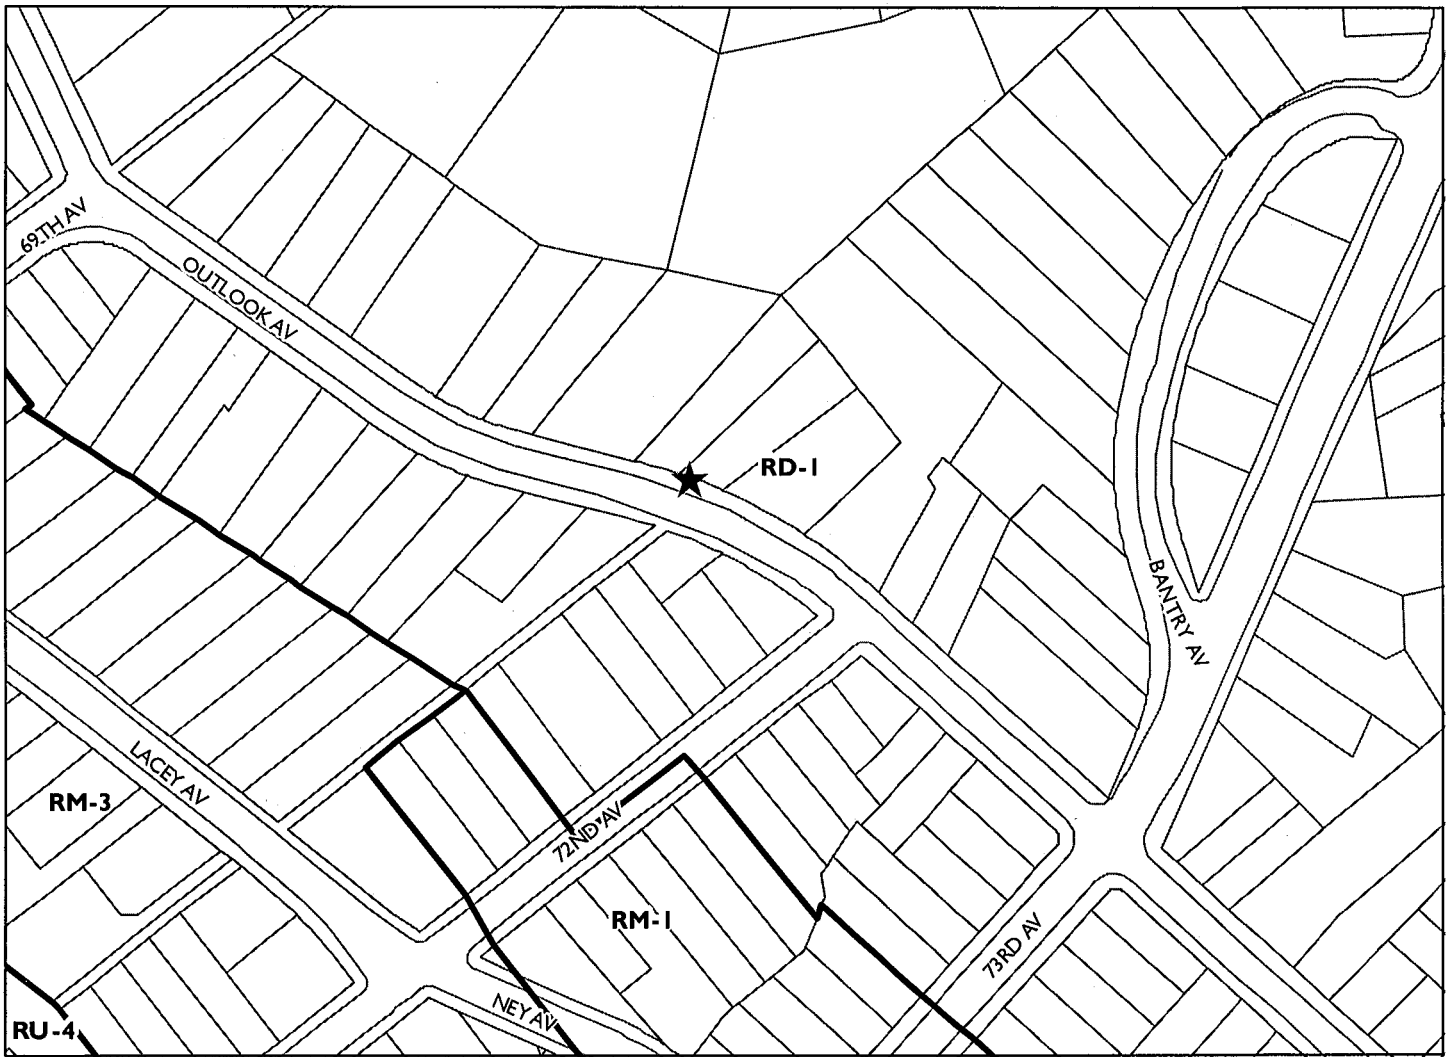 69TH AV
OUTLOOK AV
RD-1
BANTRY AV
LACEY AV
RM-3
72ND AV
RM-1
73RD AV
NEY AV
RU-4